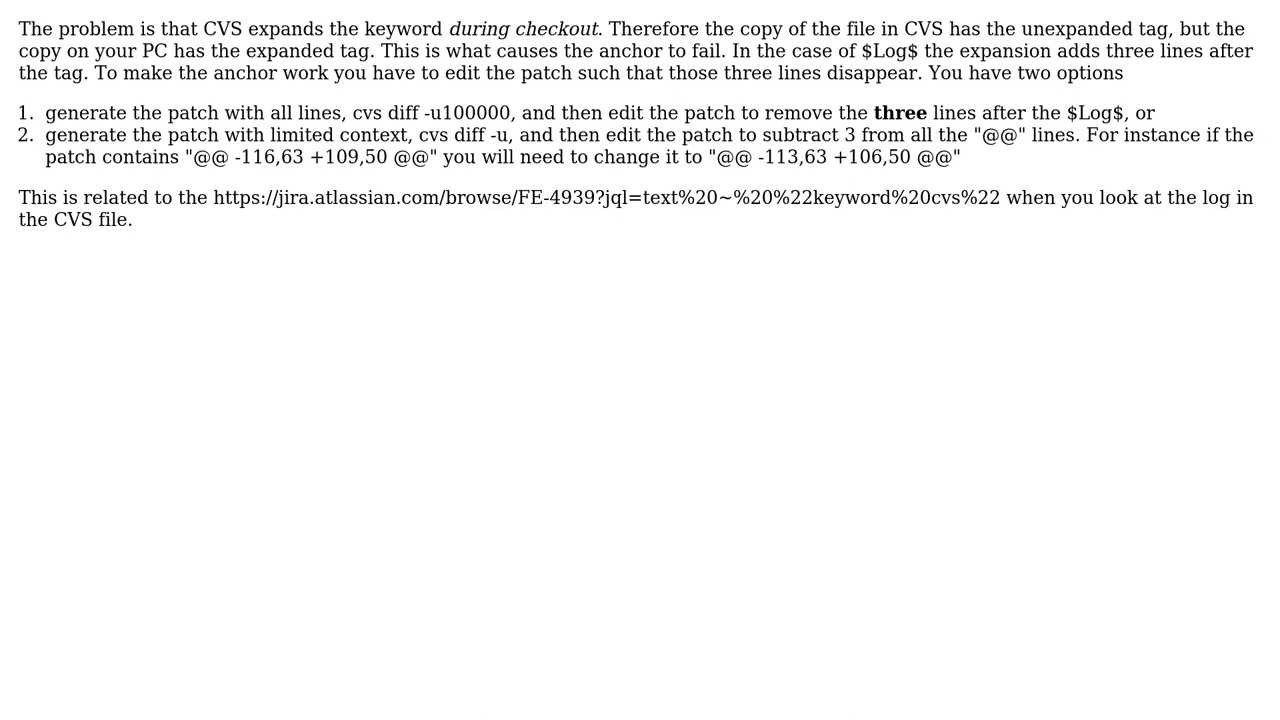 The problem is that CVS expands the keyword during checkout. Therefore the copy of the file in CVS has the unexpanded tag, but the
copy on your PC has the expanded tag. This is what causes the anchor to fail. In the case of $Log$ the expansion adds three lines after
the tag. To make the anchor work you have to edit the patch such that those three lines disappear. You have two options
1. generate the patch with all lines, cvs diff -u100000, and then edit the patch to remove the three lines after the $Log$, or
2. generate the patch with limited context, cvs diff -u, and then edit the patch to subtract 3 from all the "@@" lines. For instance if the
patch contains "@@ -116,63 +109,50 @@" you will need to change it to "@@ -113,63 +106,50 @@"
This is related to the https://jira.atlassian.com/browse/FE-4939?jql=text%20~%20%22keyword%20cvs%22 when you look at the log in
the CVS file.